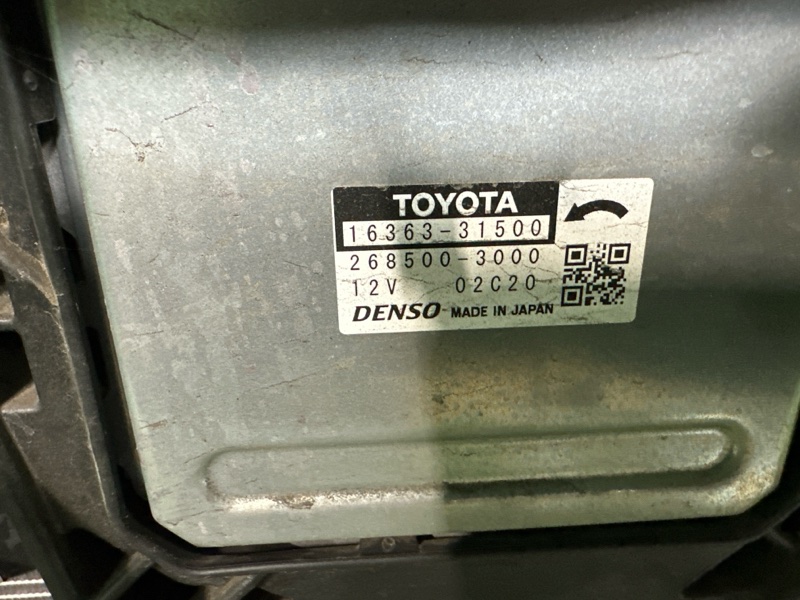 TOYOTA
16363-31500
268500-3000
12V 02C20
DENSO MADE IN JAPAN